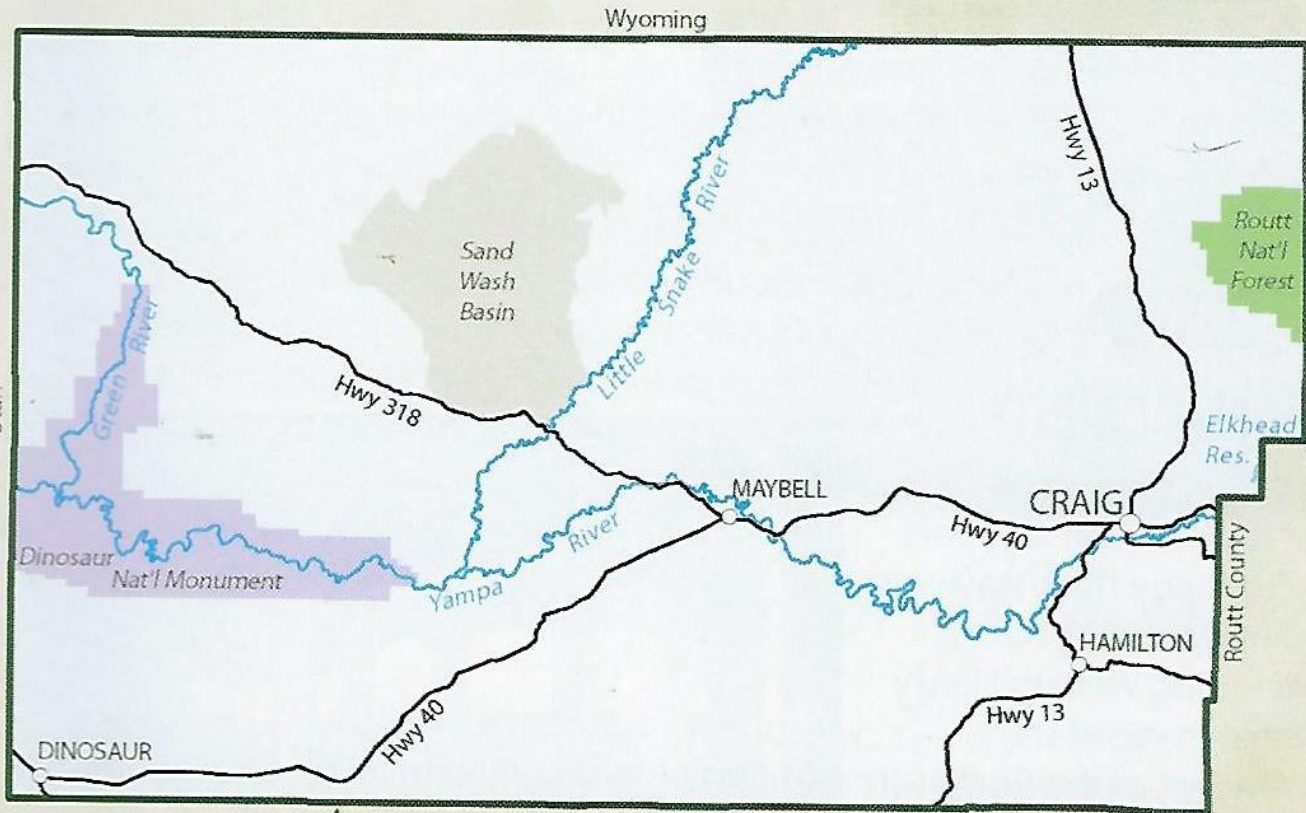 Wyoming
Hwy 13
River
Snake
Little
Sand
Wash
Basin
Routt
Nat'l
Forest
Green River
Hwy 318
Elkhead
Res.
MAYBELL
CRAIG
Hwy 40
River
Yampa
Dinosaur
Nat'l Monument
Routt County
HAMILTON
Hwy 13
Hwy 40
DINOSAUR